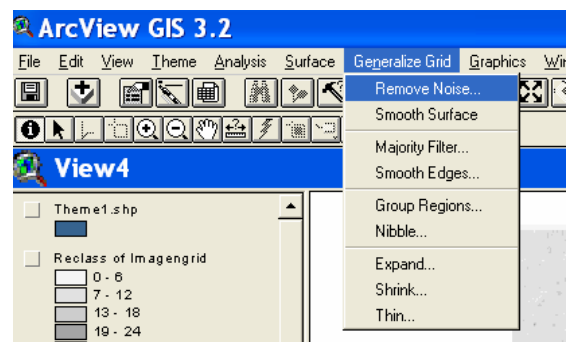 ArcView GIS 3.2
File Edit View Theme Analysis Surface Generalize Grid Graphics
Remove Noise...
Smooth Surface
Majority Filter...
Smooth Edges...
Group Regions...
Nibble...
Expand...
Shrink...
Thin...
View4
Theme1.shp
Reclass of Imagengrid
0 - 6
7 - 12
13 - 18
19 - 24